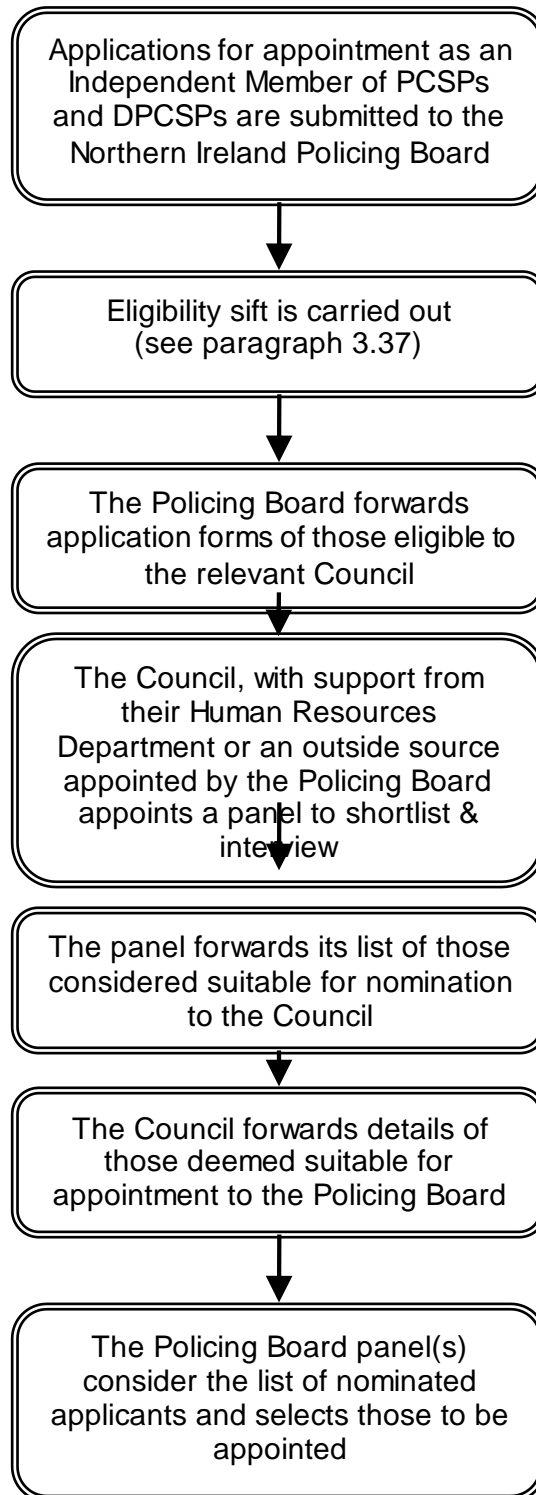 Applications for appointment as an
Independent Member of PCSPs
and DPCSPs are submitted to the
Northern Ireland Policing Board
Eligibility sift is carried out
(see paragraph 3.37)
The Policing Board forwards
application forms of those eligible to
the relevant Council
The Council, with support from
their Human Resources
Department or an outside source
appointed by the Policing Board
appoints a panel to shortlist &
interview
The panel forwards its list of those
considered suitable for nomination
to the Council
The Council forwards details of
those deemed suitable for
appointment to the Policing Board
The Policing Board panel(s)
consider the list of nominated
applicants and selects those to be
appointed